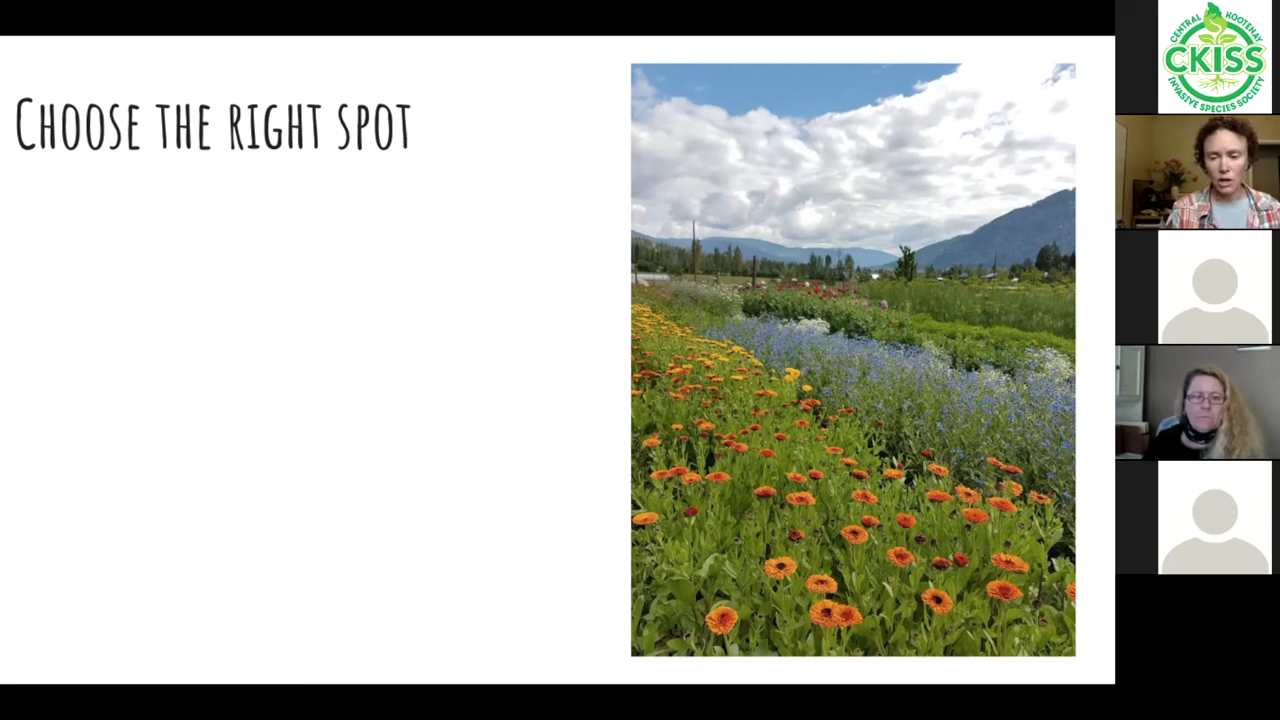 Choose the right spot
CENTRAL KOOTENAY
CKISS
INVASIVE SPECIES SOCIETY